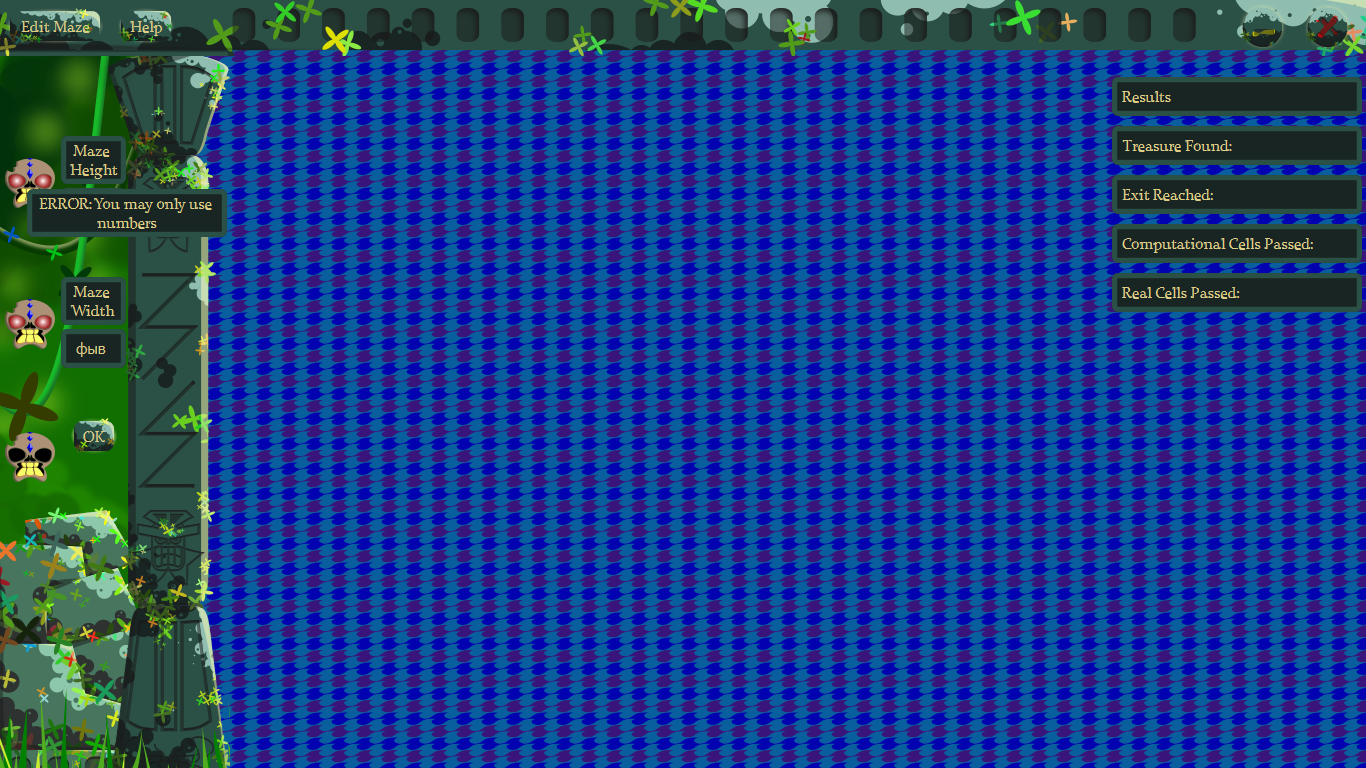 Edit Maze
Help
Maze
Height
ERROR: You may only use
numbers
Maze
Width
фыв
OK
Results
Treasure Found:
Exit Reached:
Computational Cells Passed:
Real Cells Passed: